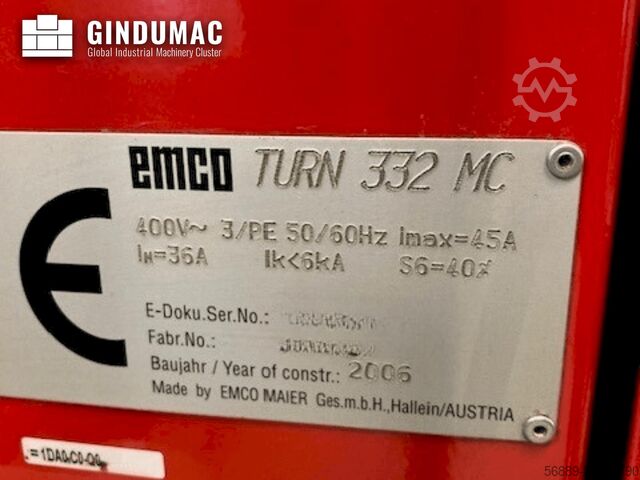 GINDUMAC
Global Industrial Machinery Cluster
emco TURN 332 MC
400V~ 3/PE 50/60Hz imax=45A
IN=36A Ik<6kA S6=40%
E-Doku.Ser.No.:
Fabr.No.:
Baujahr / Year of constr.: 2006
Made by EMCO MAIER Ges.m.b.H.,Hallein/AUSTRIA
CE